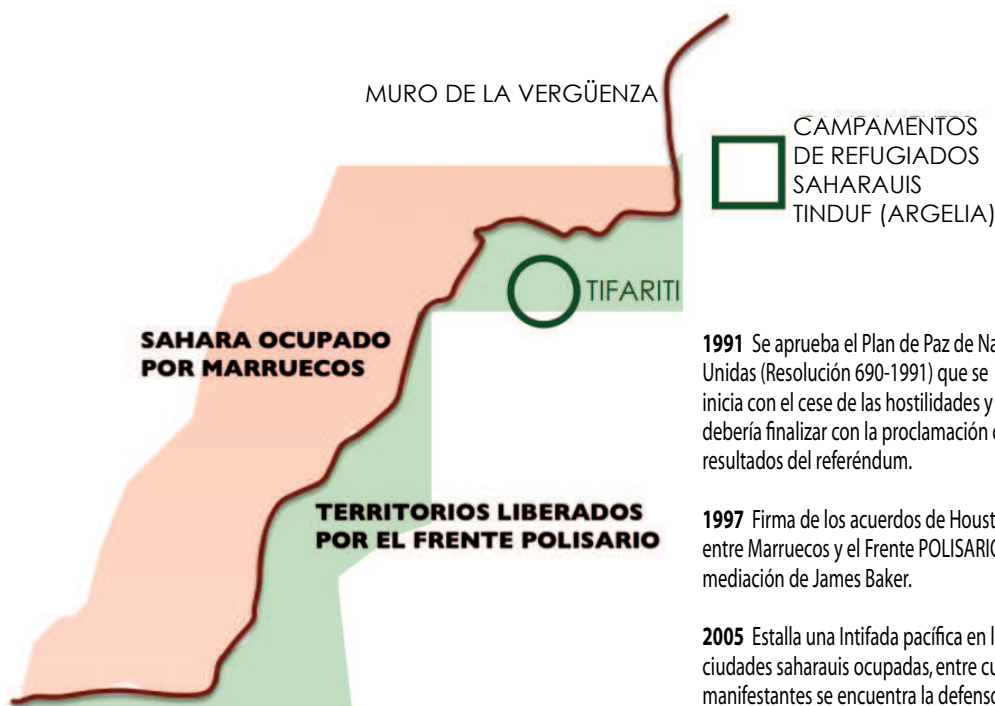 MURO DE LA VERGÜENZA
CAMPAMENTOS
DE REFUGIADOS
SAHARAUIS
TINDUF (ARGELIA)
TIFARITI
SAHARA OCUPADO
POR MARRUECOS
TERRITORIOS LIBERADOS
POR EL FRENTE POLISARIO
1991 Se aprueba el Plan de Paz de
Unidas (Resolución 690-1991) que se
inicia con el cese de las hostilidades y
debería finalizar con la proclamación
resultados del referéndum.
1997 Firma de los acuerdos de
entre Marruecos y el Frente POLISARIO
mediación de James Baker.
2005 Estalla una Intifada pacífica en
ciudades saharauis ocupadas, entre
manifestantes se encuentra la